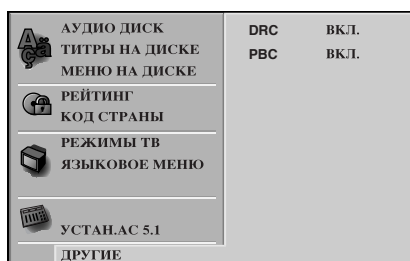 АУДИО ДИСК
ТИТРЫ НА ДИСКЕ
МЕНЮ НА ДИСКЕ
РЕЙТИНГ
КОД СТРАНЫ
РЕЖИМЫ ТВ
ЯЗЫКОВОЕ МЕНЮ
УСТАН.AC 5.1
ДРУГИЕ
DRC ВКЛ.
PBC ВКЛ.